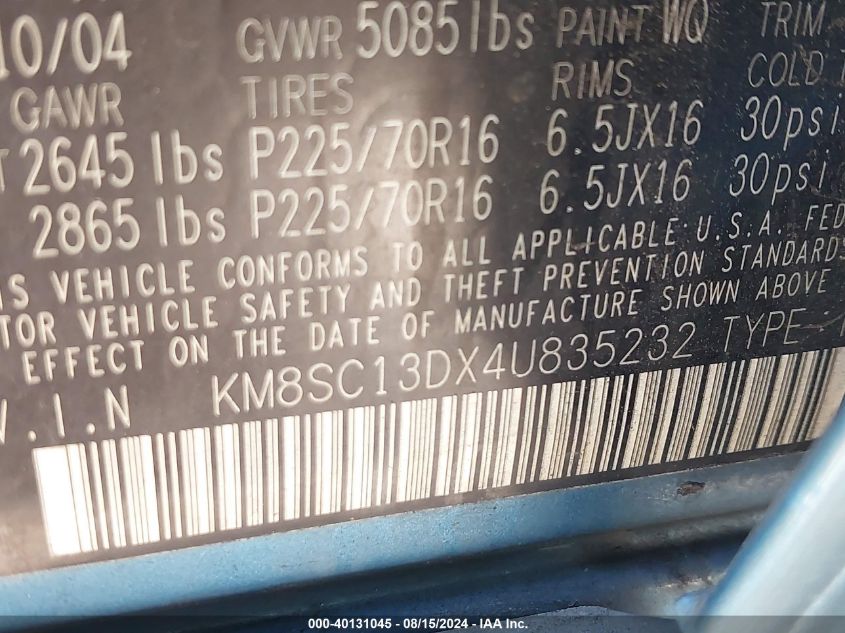 10/04 GVWR 5085lbs PAINT WQ TRIM
GAWR TIRES RIMS COLD
2645 lbs P225/70R16 6.5JX16 30psi
2865 lbs P225/70R16 6.5JX16 30psi
VEHICLE CONFORMS TO ALL APPLICABLE U.S.A. FED
VEHICLE SAFETY AND THEFT PREVENTION STANDARDS
EFFECT ON THE DATE OF MANUFACTURE SHOWN ABOVE
V.I.N KM8SC13DX4U835232 TYPE
000-40131045 - 08/15/2024 - IAA Inc.